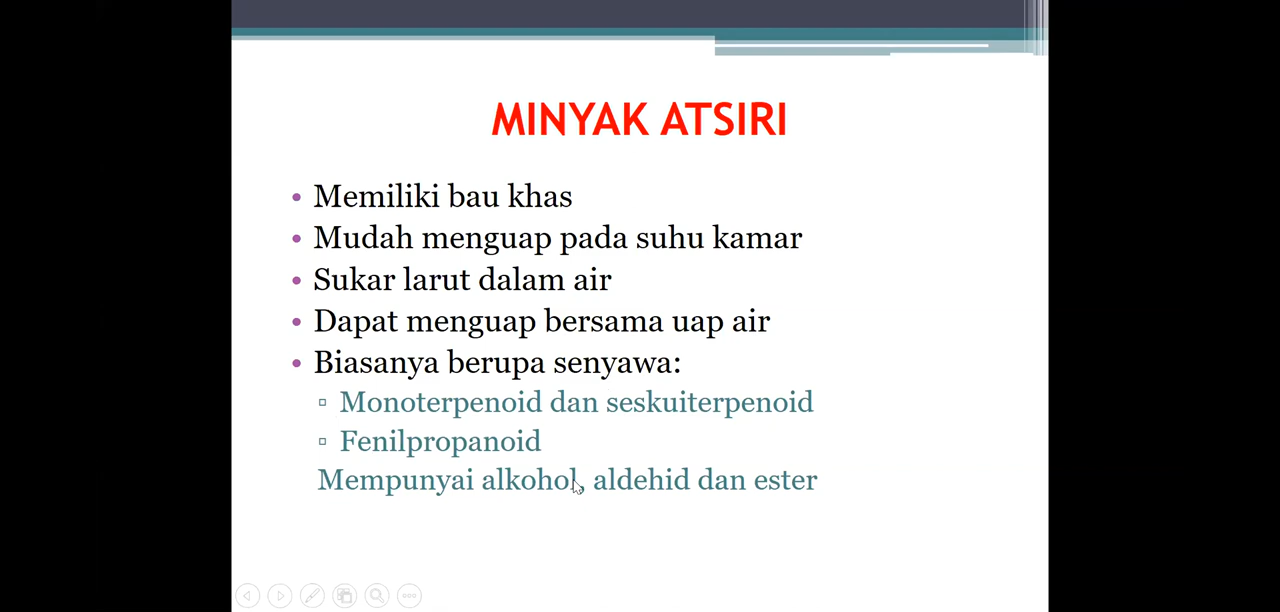 MINYAK ATSIRI
Memiliki bau khas
Mudah menguap pada suhu kamar
Sukar larut dalam air
Dapat menguap bersama uap air
Biasanya berupa senyawa:
Monoterpenoid dan seskuiterpenoid
Fenilpropanoid
Mempunyai alkohol, aldehid dan ester